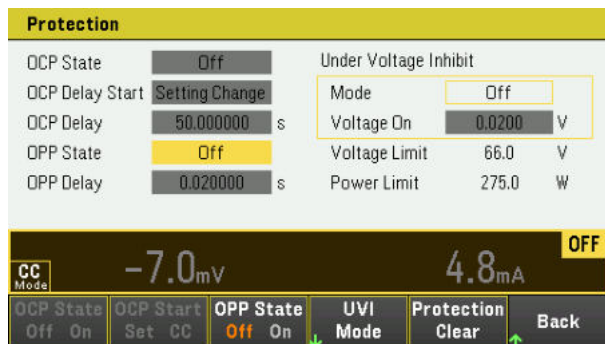 Protection
OCP State Off
OCP Delay Start Setting Change
OCP Delay 50.000000 s
OPP State Off
OPP Delay 0.020000 s
Under Voltage Inhibit
Mode Off
Voltage On 0.0200 V
Voltage Limit 66.0 V
Power Limit 275.0 W
OFF
CC
Mode
-7.0mV 4.8mA
OCP State
Off On
OCP Start
Set CC
OPP State
Off On
UVI
Mode
Protection
Clear
Back